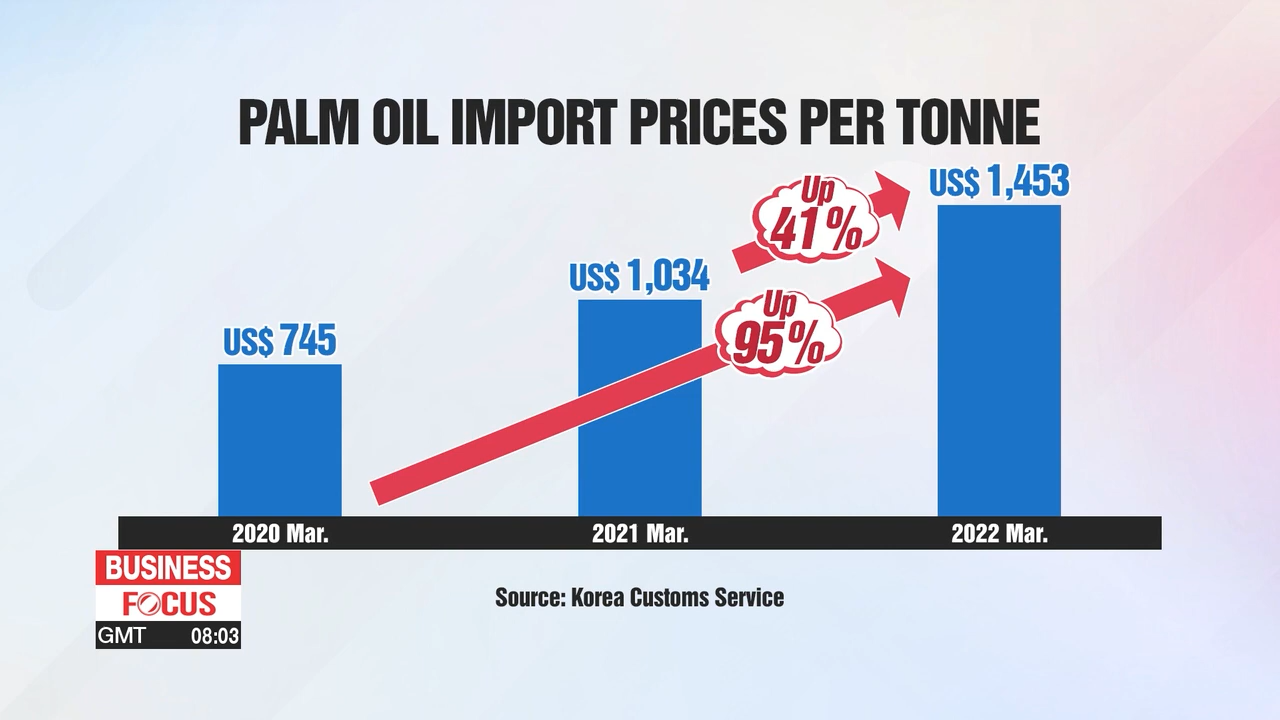 PALM OIL IMPORT PRICES PER TONNE
US$ 1,453
Up
41%
US$ 1,034
Up
95%
US$ 745
2020 Mar.
2021 Mar.
2022 Mar.
BUSINESS
FOCUS
GMT 08:03
Source: Korea Customs Service